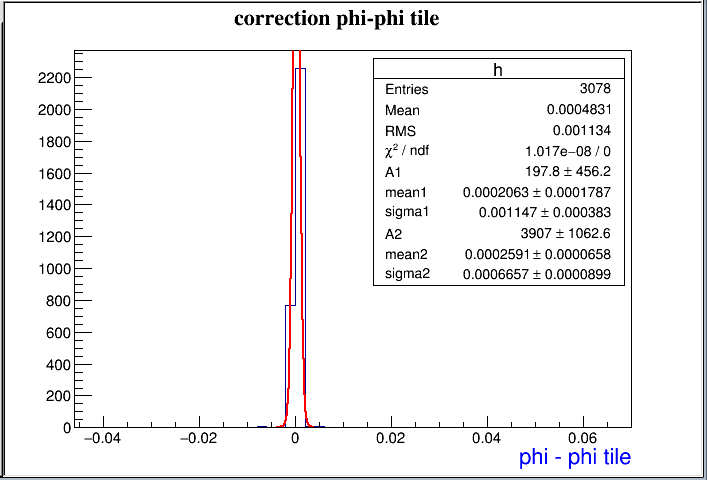 correction phi-phi tile
h
Entries 3078
Mean 0.0004831
RMS 0.001134
χ² / ndf 1.017e−08 / 0
A1 197.8 ± 456.2
mean1 0.0002063 ± 0.0001787
sigma1 0.001147 ± 0.000383
A2 3907 ± 1062.6
mean2 0.0002591 ± 0.0000658
sigma2 0.0006657 ± 0.0000899
2200
2000
1800
1600
1400
1200
1000
800
600
400
200
0
−0.04 −0.02 0 0.02 0.04 0.06
phi - phi tile